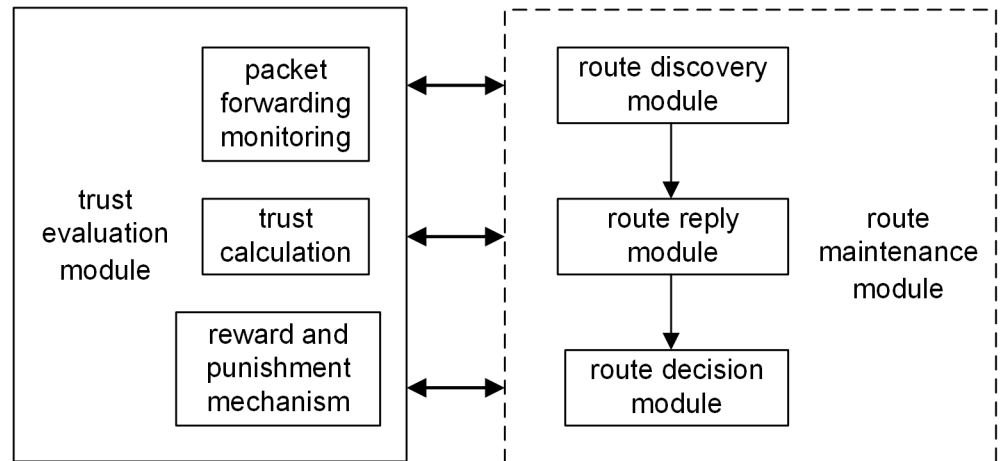 packet
forwarding
monitoring
trust
evaluation
module
trust
calculation
reward and
punishment
mechanism
route discovery
module
route reply
module
route decision
module
route
maintenance
module